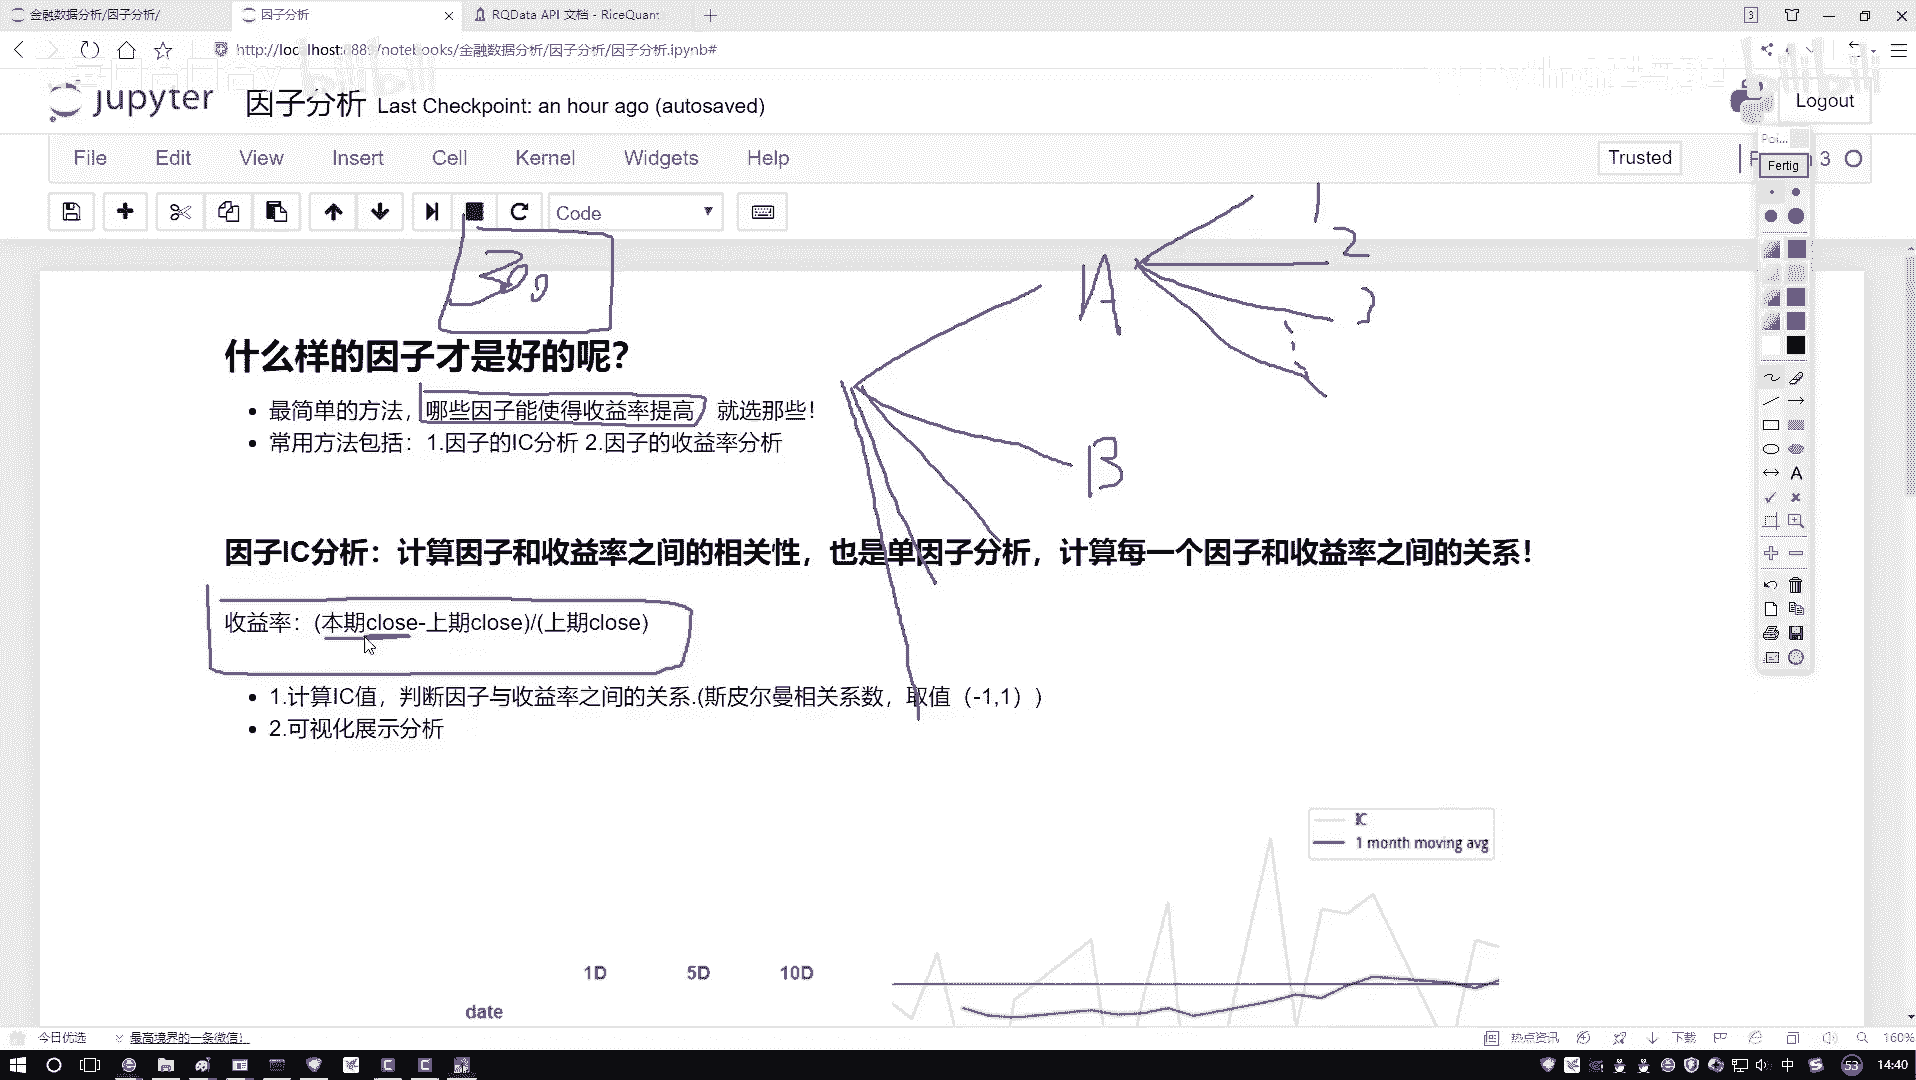 金融数据分析/因子分析/
因子分析
RQData API 文档 - RiceQuant
3
http://localhost:8889/notebooks/金融数据分析/因子分析/因子分析.ipynb#
bilibili
bilibili
jupyter
因子分析 Last Checkpoint: an hour ago (autosaved)
Logout
File Edit View Insert Cell Kernel Widgets Help
Trusted
3
Fertig
Code
300
A
1
2
3
B
什么样的因子才是好的呢？
最简单的方法，哪些因子能使得收益率提高 就选那些！
常用方法包括：1.因子的IC分析 2.因子的收益率分析
因子IC分析：计算因子和收益率之间的相关性，也是单因子分析，计算每一个因子和收益率之间的关系！
收益率：(本期close-上期close)/(上期close)
1.计算IC值，判断因子与收益率之间的关系.(斯皮尔曼相关系数，取值（-1,1）)
2.可视化展示分析
IC
1 month moving avg
1D 5D 10D
date
今日优选
最高境界的一条微信！
热点资讯
下载
160%
中
53
14:40